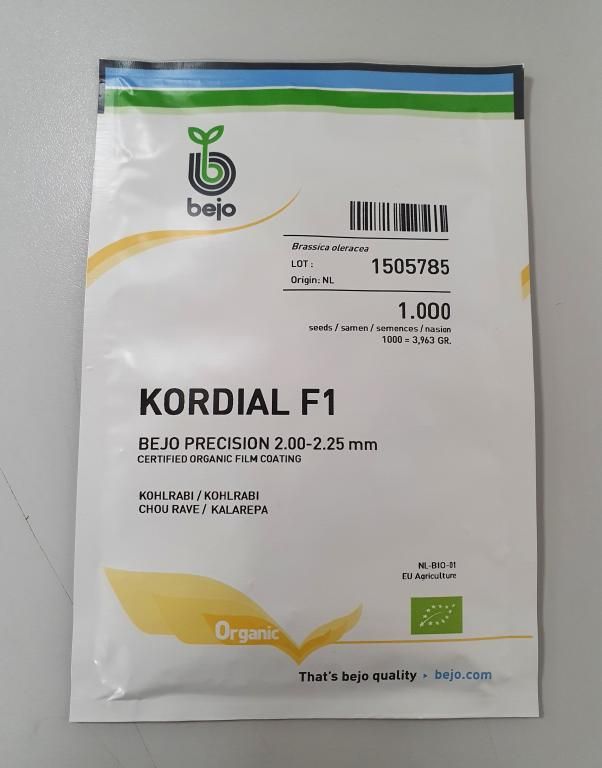 bejo
Brassica oleracea
LOT : 1505785
Origin: NL
1.000
seeds / samen / semences / nasion
1000 = 3,963 GR.
KORDIAL F1
BEJO PRECISION 2.00-2.25 mm
CERTIFIED ORGANIC FILM COATING
KOHLRABI / KOHLRABI
CHOU RAVE / KALAREPA
NL-BIO-01
EU Agriculture
Organic
That's bejo quality ▸ bejo.com